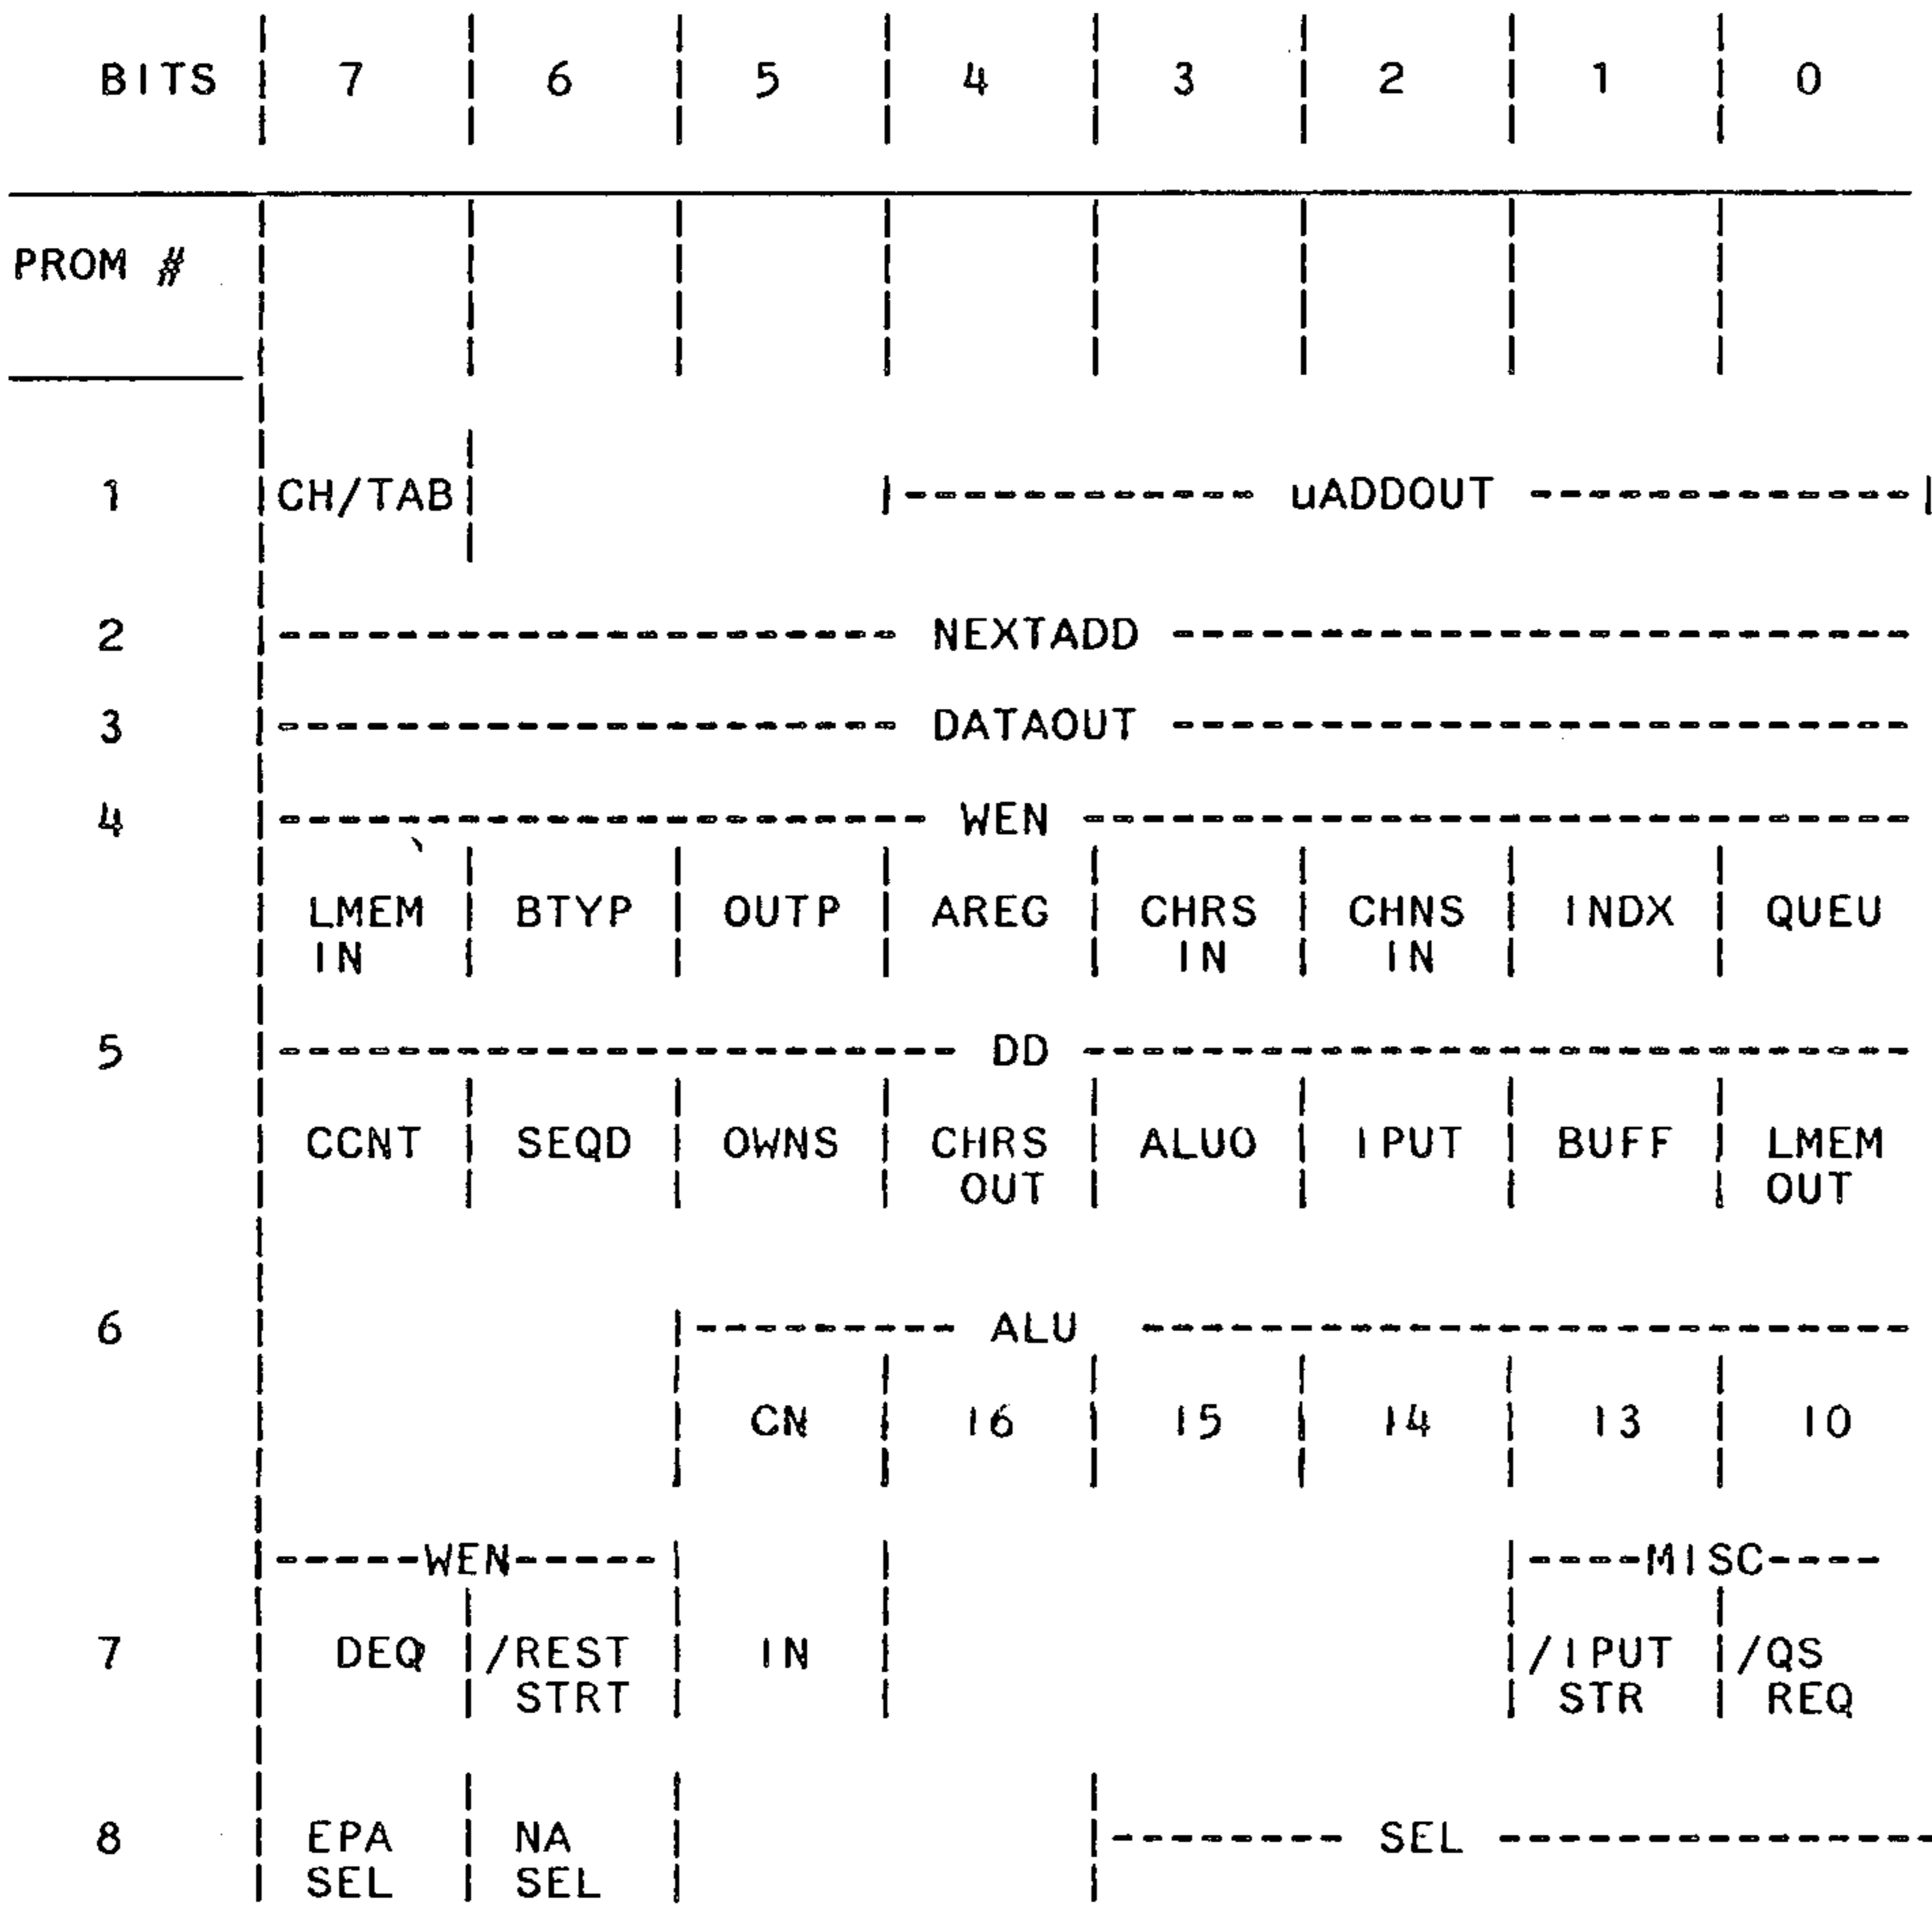 BITS 7 6 5 4 3 2 1 0
PROM #
1 CH/TAB uADDOUT
2 NEXTADD
3 DATAOUT
4 WEN
LMEM BTYP OUTP AREG CHRS CHNS INDX QUEU
IN IN IN
5 DD
CCNT SEQD OWNS CHRS ALUO IPUT BUFF LMEM
OUT OUT
6 ALU
CN I6 I5 I4 I3 I0
WEN MISC
7 DEQ /REST IN /IPUT /QS
STRT STR REQ
8 EPA NA SEL
SEL SEL